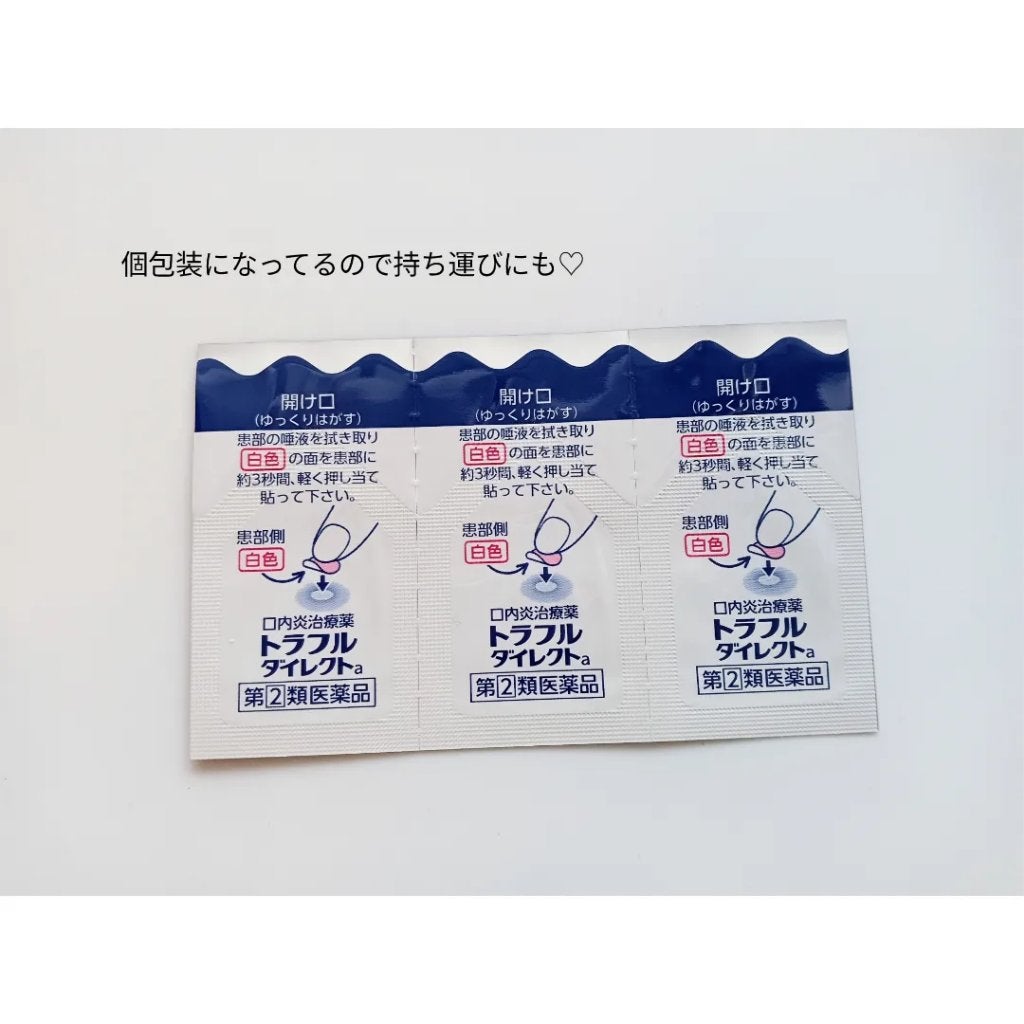 個包装になってるので持ち運びにも♡
開け口
(ゆっくりはがす)
患部の唾液を拭き取り
白色の面を患部に
約3秒間、軽く押し当て
貼って下さい。
患部側
白色
口内炎治療薬
トラフル
ダイレクトa
第②類医薬品
開け口
(ゆっくりはがす)
患部の唾液を拭き取り
白色の面を患部に
約3秒間、軽く押し当て
貼って下さい。
患部側
白色
口内炎治療薬
トラフル
ダイレクトa
第②類医薬品
開け口
(ゆっくりはがす)
患部の唾液を拭き取り
白色の面を患部に
約3秒間、軽く押し当て
貼って下さい。
患部側
白色
口内炎治療薬
トラフル
ダイレクトa
第②類医薬品